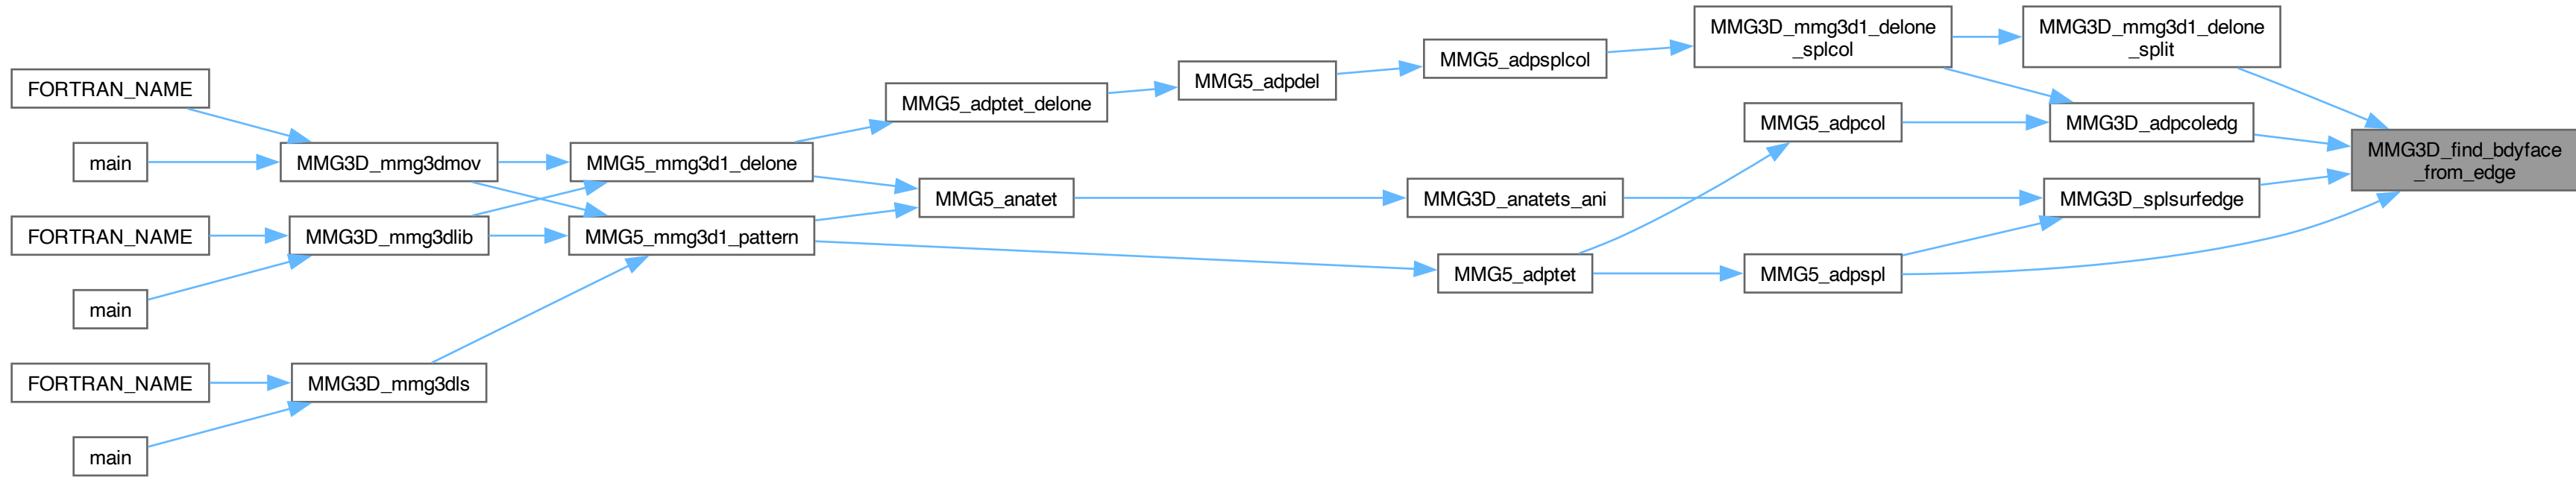 MMG3D_mmg3d1_delone
_splcol
MMG3D_mmg3d1_delone
_split
MMG5_adpsplcol
MMG5_adpdel
FORTRAN_NAME
MMG5_adptet_delone
MMG5_adpcol
MMG3D_adpcoledg
MMG3D_find_bdyface
_from_edge
main
MMG3D_mmg3dmov
MMG5_mmg3d1_delone
MMG5_anatet
MMG3D_anatets_ani
MMG3D_splsurfedge
FORTRAN_NAME
MMG3D_mmg3dlib
MMG5_mmg3d1_pattern
MMG5_adptet
MMG5_adpspl
main
FORTRAN_NAME
MMG3D_mmg3dls
main